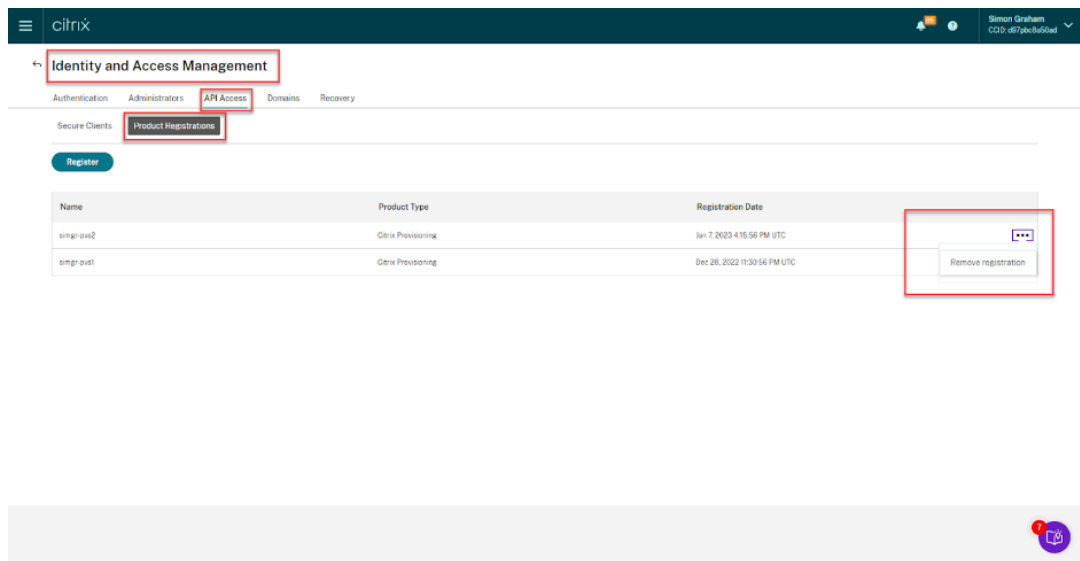 citrix
Simon Graham
CCID: d97pbc8a50ad
Identity and Access Management
Authentication Administrators API Access Domains Recovery
Secure Clients Product Registrations
Register
Name Product Type Registration Date
simgr-pvs2 Citrix Provisioning Jan 7, 2023 4:15:56 PM UTC
simgr-pvs1 Citrix Provisioning Dec 28, 2022 11:30:56 PM UTC
Remove registration
7